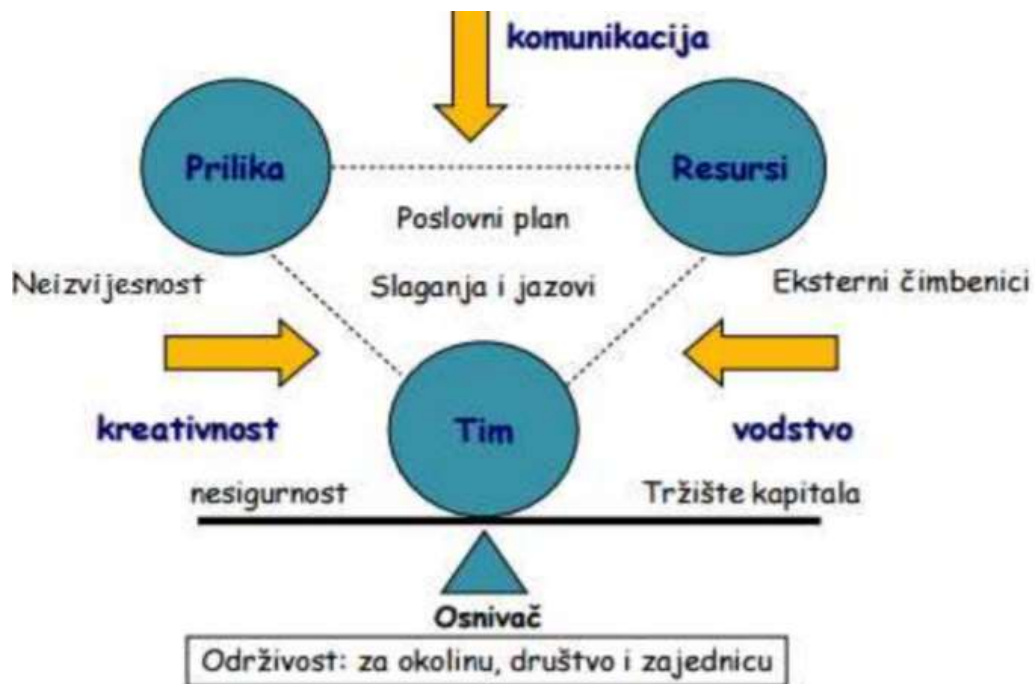 komunikacija
Prilika
Resursi
Poslovni plan
Neizvijesnost
Slaganja i jazovi
Eksterni čimbenici
kreativnost
Tim
vodstvo
nesigurnost
Tržište kapitala
Osnivač
Održivost: za okolinu, društvo i zajednicu